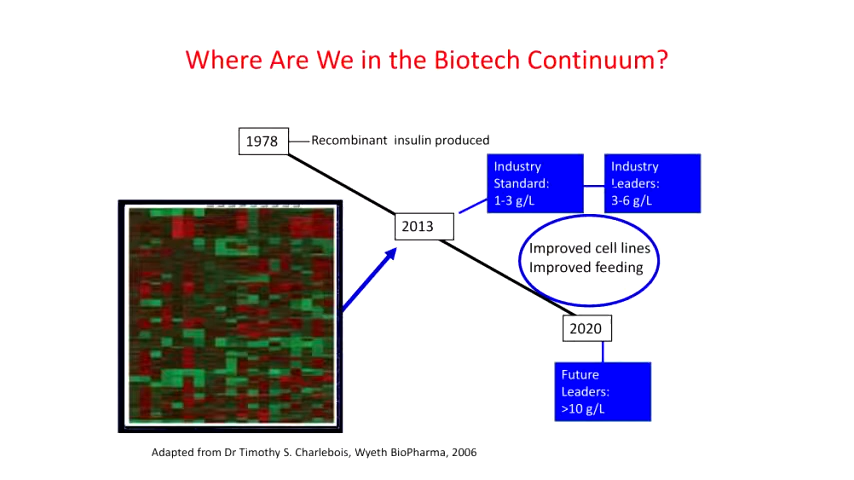 Where Are We in the Biotech Continuum?
1978
Recombinant insulin produced
Industry
Standard:
1-3 g/L
Industry
Leaders:
3-6 g/L
2013
Improved cell lines
Improved feeding
2020
Future
Leaders:
>10 g/L
Adapted from Dr Timothy S. Charlebois, Wyeth BioPharma, 2006